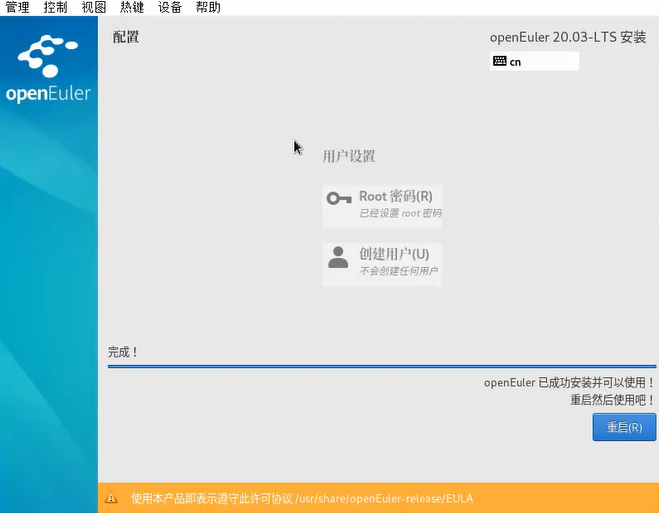 管理 控制 视图 热键 设备 帮助
openEuler
配置
openEuler 20.03-LTS 安装
cn
用户设置
Root 密码(R)
已经设置 root 密码
创建用户(U)
不会创建任何用户
完成！
openEuler 已成功安装并可以使用！
重启然后使用吧！
重启(R)
使用本产品即表示遵守此许可协议 /usr/share/openEuler-release/EULA